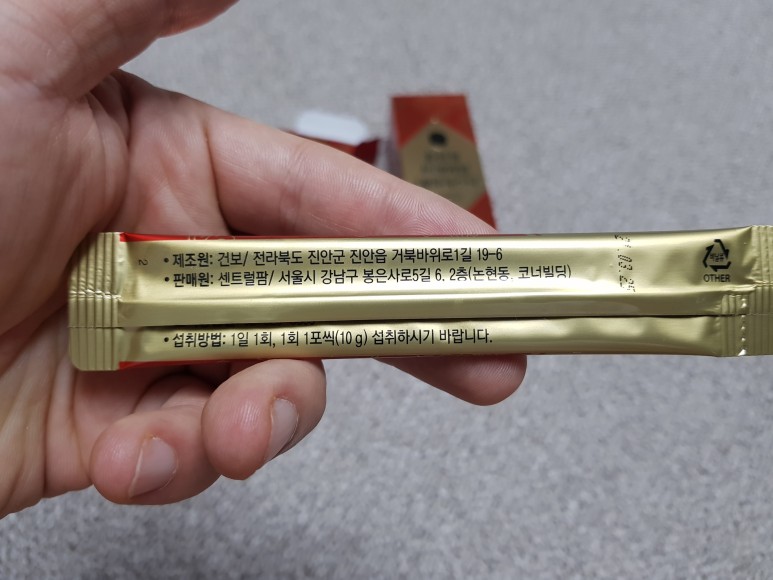 • 제조원: 건보/ 전라북도 진안군 진안읍 거북바위로1길 19-6
• 판매원: 센트럴팜/ 서울시 강남구 봉은사로5길 6, 2층(논현동, 코너빌딩)
• 섭취방법: 1일 1회, 1회 1포씩(10 g) 섭취하시기 바랍니다.
2
OTHER